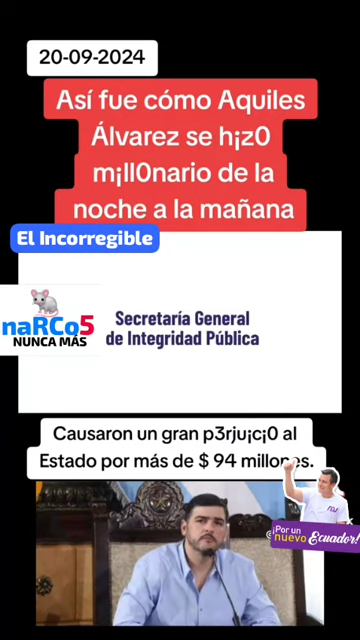 20-09-2024
Así fue cómo Aquiles
Álvarez se h¡z0
m¡ll0nario de la
noche a la mañana
El Incorregible
naRCo5
NUNCA MÁS
Secretaría General
de Integridad Pública
Causaron un gran p3rju¡c¡0 al
Estado por más de $ 94 millones.
¡Por un
nuevo Ecuador!